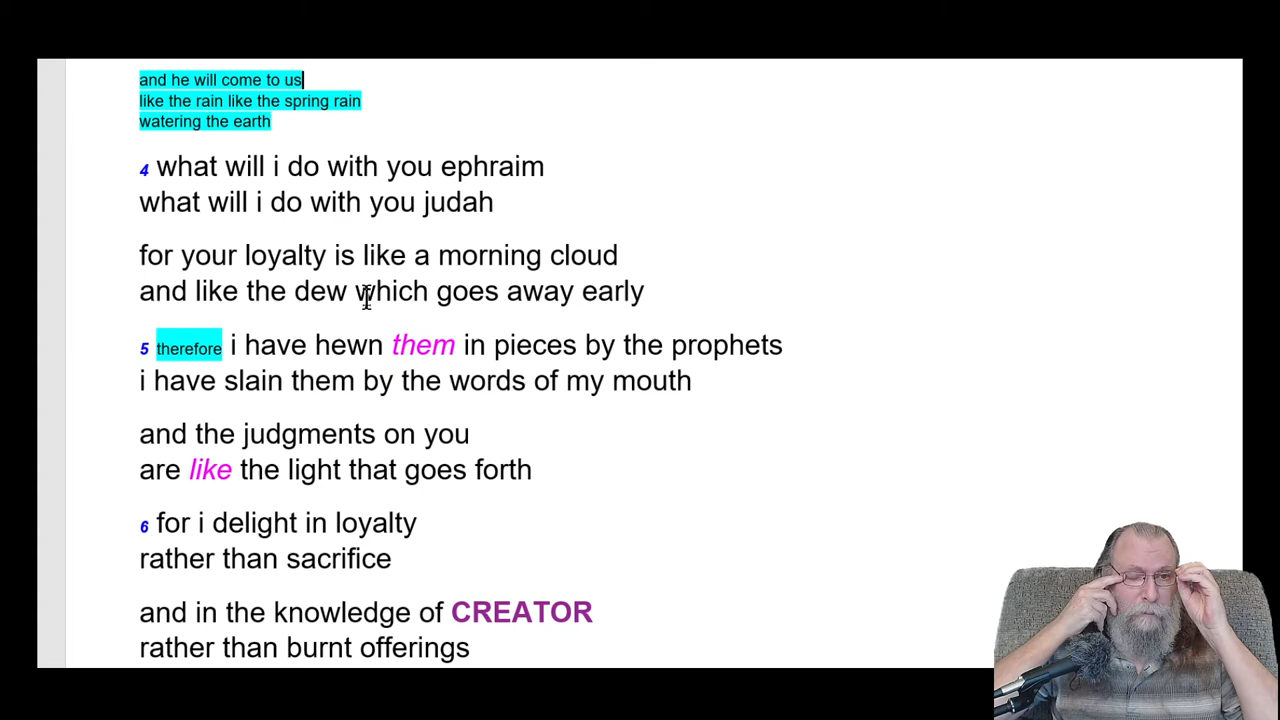 and he will come to us
like the rain like the spring rain
watering the earth
4 what will i do with you ephraim
what will i do with you judah
for your loyalty is like a morning cloud
and like the dew which goes away early
5 therefore i have hewn them in pieces by the prophets
i have slain them by the words of my mouth
and the judgments on you
are like the light that goes forth
6 for i delight in loyalty
rather than sacrifice
and in the knowledge of CREATOR
rather than burnt offerings